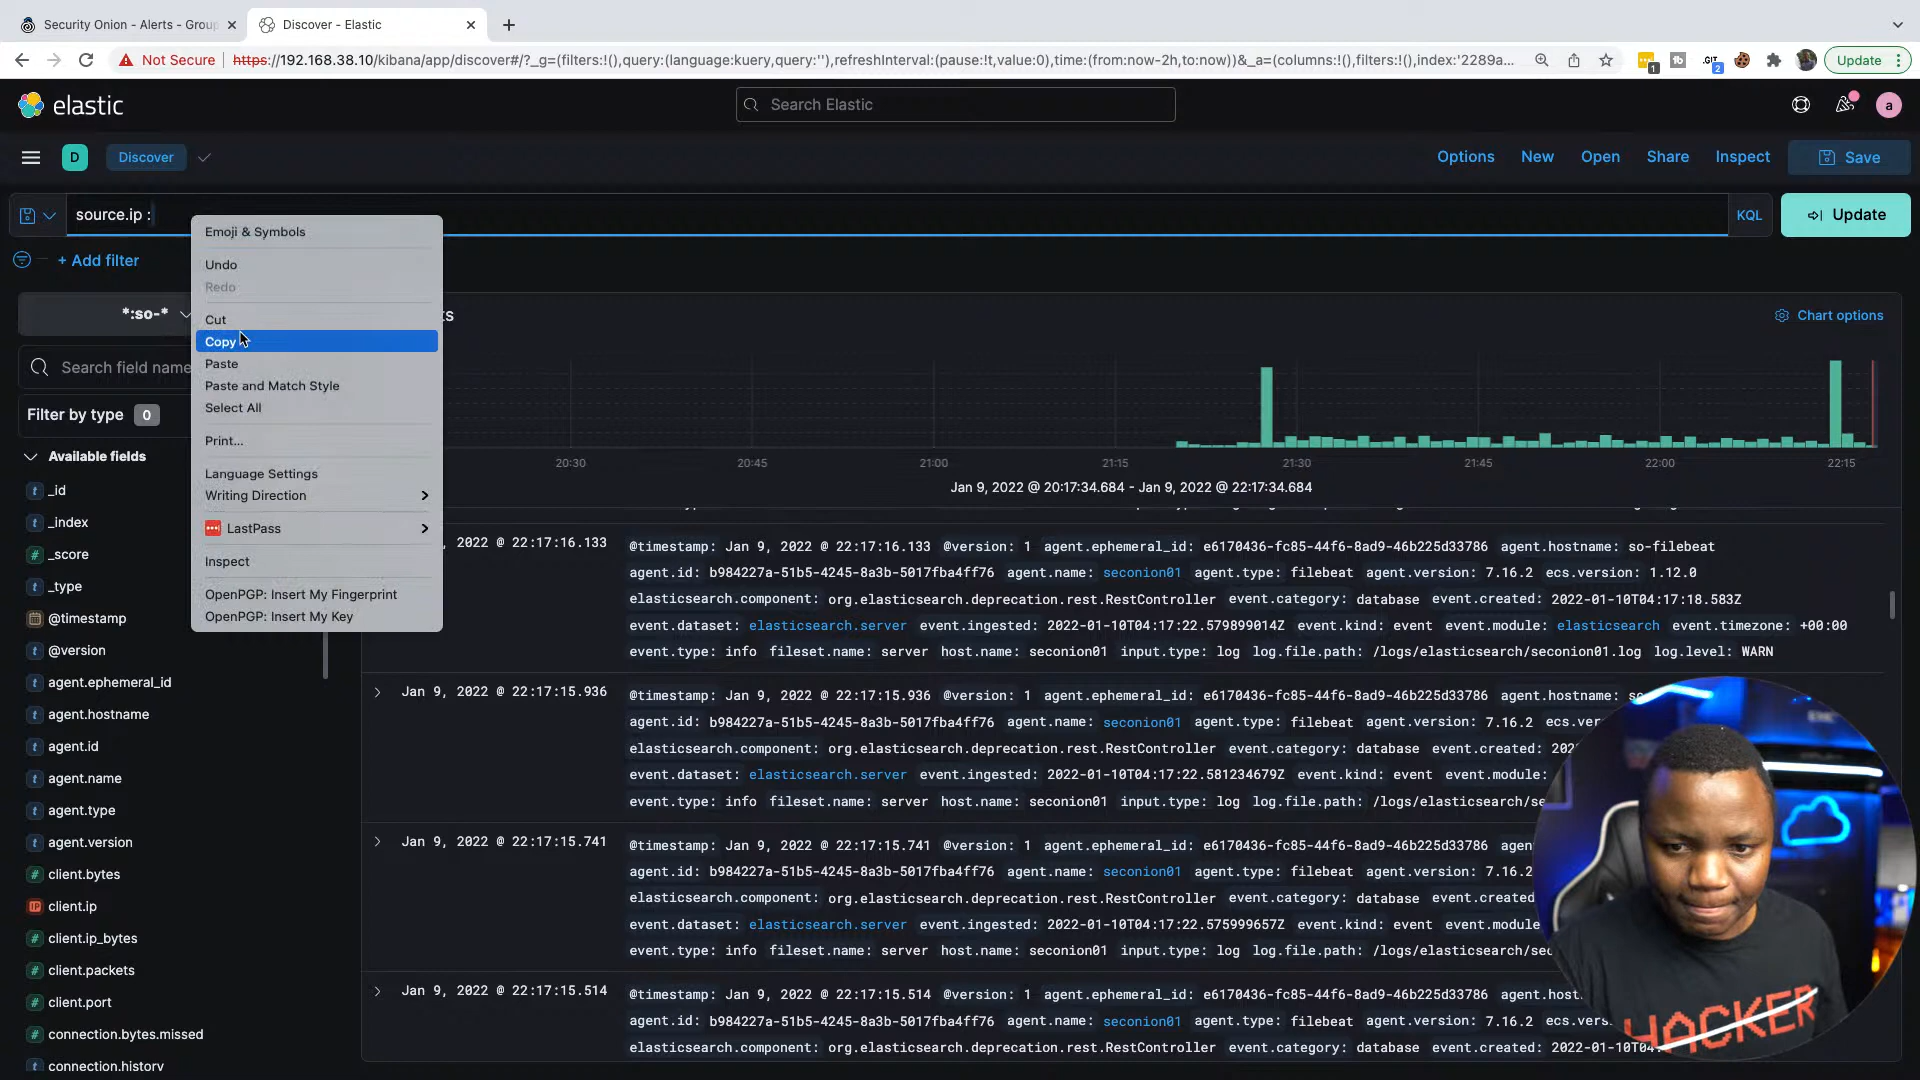 Security Onion - Alerts - Group
Discover - Elastic
Not Secure https://192.168.38.10/kibana/app/discover#/?_g=(filters:!(),query:(language:kuery,query:''),refreshInterval:(pause:!t,value:0),time:(from:now-2h,to:now))&_a=(columns:!(),filters:!(),index:'2289a... 1 2 Update
elastic Search Elastic a
D Discover Options New Open Share Inspect Save
source.ip : KQL Update
+ Add filter
*:so-* ts Chart options
Search field name
Filter by type 0
Available fields
_id
_index
_score
_type
@timestamp
@version
agent.ephemeral_id
agent.hostname
agent.id
agent.name
agent.type
agent.version
client.bytes
client.ip
client.ip_bytes
client.packets
client.port
connection.bytes.missed
connection.history
Emoji & Symbols
Undo
Redo
Cut
Copy
Paste
Paste and Match Style
Select All
Print...
Language Settings
Writing Direction
LastPass
Inspect
OpenPGP: Insert My Fingerprint
OpenPGP: Insert My Key
20:30 20:45 21:00 21:15 21:30 21:45 22:00 22:15
Jan 9, 2022 @ 20:17:34.684 - Jan 9, 2022 @ 22:17:34.684
, 2022 @ 22:17:16.133 @timestamp: Jan 9, 2022 @ 22:17:16.133 @version: 1 agent.ephemeral_id: e6170436-fc85-44f6-8ad9-46b225d33786 agent.hostname: so-filebeat
agent.id: b984227a-51b5-4245-8a3b-5017fba4ff76 agent.name: seconion01 agent.type: filebeat agent.version: 7.16.2 ecs.version: 1.12.0
elasticsearch.component: org.elasticsearch.deprecation.rest.RestController event.category: database event.created: 2022-01-10T04:17:18.583Z
event.dataset: elasticsearch.server event.ingested: 2022-01-10T04:17:22.579899014Z event.kind: event event.module: elasticsearch event.timezone: +00:00
event.type: info fileset.name: server host.name: seconion01 input.type: log log.file.path: /logs/elasticsearch/seconion01.log log.level: WARN
Jan 9, 2022 @ 22:17:15.936 @timestamp: Jan 9, 2022 @ 22:17:15.936 @version: 1 agent.ephemeral_id: e6170436-fc85-44f6-8ad9-46b225d33786 agent.hostname: so
agent.id: b984227a-51b5-4245-8a3b-5017fba4ff76 agent.name: seconion01 agent.type: filebeat agent.version: 7.16.2 ecs.ver
elasticsearch.component: org.elasticsearch.deprecation.rest.RestController event.category: database event.created: 202
event.dataset: elasticsearch.server event.ingested: 2022-01-10T04:17:22.581234679Z event.kind: event event.module:
event.type: info fileset.name: server host.name: seconion01 input.type: log log.file.path: /logs/elasticsearch/se
Jan 9, 2022 @ 22:17:15.741 @timestamp: Jan 9, 2022 @ 22:17:15.741 @version: 1 agent.ephemeral_id: e6170436-fc85-44f6-8ad9-46b225d33786 agen
agent.id: b984227a-51b5-4245-8a3b-5017fba4ff76 agent.name: seconion01 agent.type: filebeat agent.version: 7.16.2
elasticsearch.component: org.elasticsearch.deprecation.rest.RestController event.category: database event.created
event.dataset: elasticsearch.server event.ingested: 2022-01-10T04:17:22.575999657Z event.kind: event event.module
event.type: info fileset.name: server host.name: seconion01 input.type: log log.file.path: /logs/elasticsearch/sec
Jan 9, 2022 @ 22:17:15.514 @timestamp: Jan 9, 2022 @ 22:17:15.514 @version: 1 agent.ephemeral_id: e6170436-fc85-44f6-8ad9-46b225d33786 agent.host
agent.id: b984227a-51b5-4245-8a3b-5017fba4ff76 agent.name: seconion01 agent.type: filebeat agent.version: 7.16.2 ecs.v
elasticsearch.component: org.elasticsearch.deprecation.rest.RestController event.category: database event.created: 2022-01-10T04:
HACKER